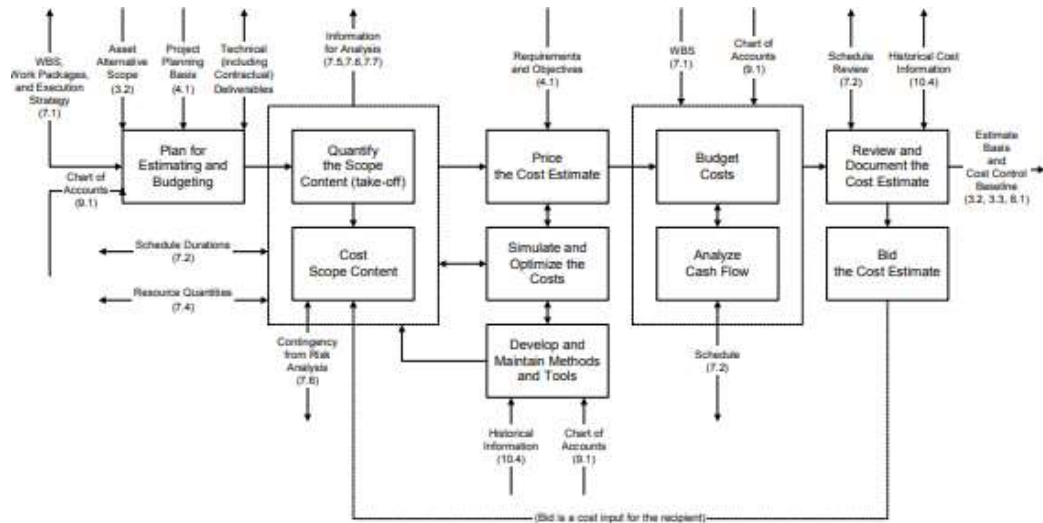 WBS,
Work Packages,
and Execution
Strategy
(7.1)
Asset
Alternative
Scope
(3.2)
Project
Planning
Basis
(4.1)
Technical
(including
Contractual)
Deliverables
Information
for Analysis
(7.5,7.6,7.7)
Requirements
and Objectives
(4.1)
WBS
(7.1)
Chart of
Accounts
(9.1)
Schedule
Review
(7.2)
Historical Cost
Information
(10.4)
Plan for
Estimating and
Budgeting
Quantify
the Scope
Content (take-off)
Price
the Cost Estimate
Budget
Costs
Review and
Document the
Cost Estimate
Estimate
Basis
and
Cost Control
Baseline
(3.2, 3.3, 8.1)
Chart of
Accounts
(9.1)
Schedule Durations
(7.2)
Resource Quantities
(7.4)
Cost
Scope Content
Simulate and
Optimize the
Costs
Analyze
Cash Flow
Bid
the Cost Estimate
Contingency
from Risk
Analysis
(7.6)
Develop and
Maintain Methods
and Tools
Schedule
(7.2)
Historical
Information
(10.4)
Chart of
Accounts
(9.1)
(Bid is a cost input for the recipient)